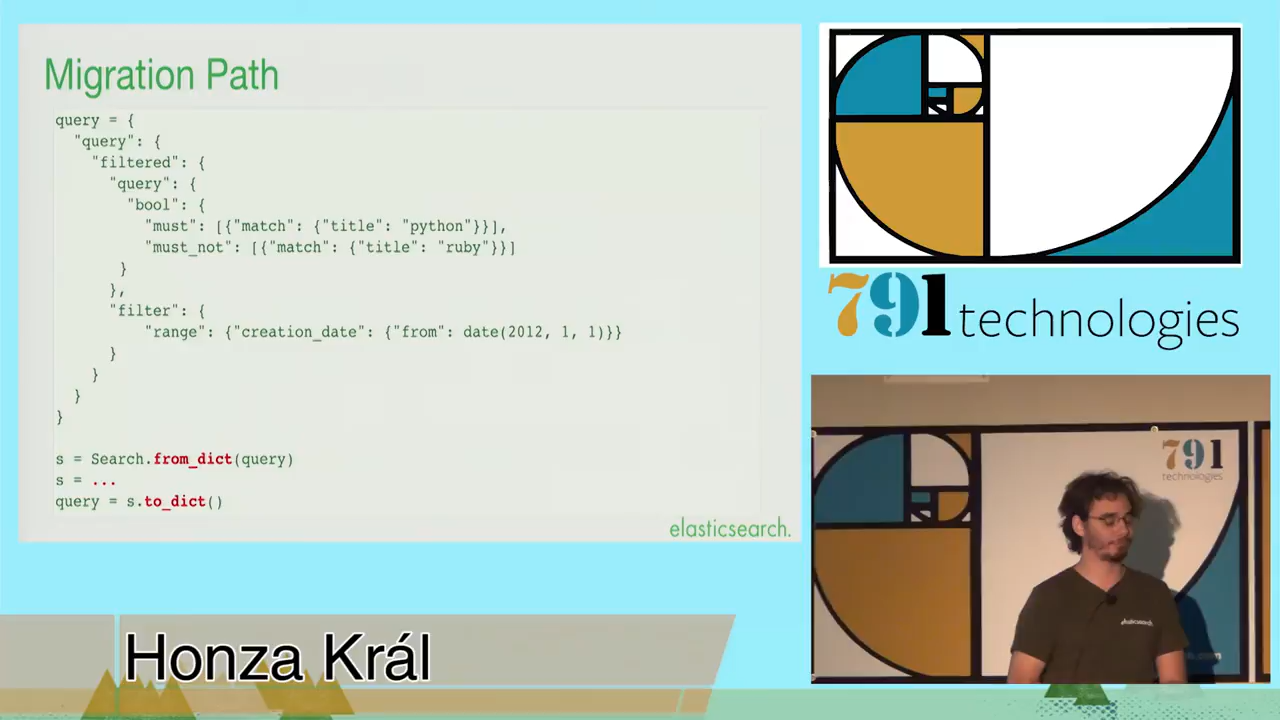 Migration Path
query = {
"query": {
"filtered": {
"query": {
"bool": {
"must": [{"match": {"title": "python"}}],
"must_not": [{"match": {"title": "ruby"}}]
}
},
"filter": {
"range": {"creation_date": {"from": date(2012, 1, 1)}}
}
}
}
}
s = Search.from_dict(query)
s = ...
query = s.to_dict()
elasticsearch.
791 technologies
791
technologies
elasticsearch.
Honza Král